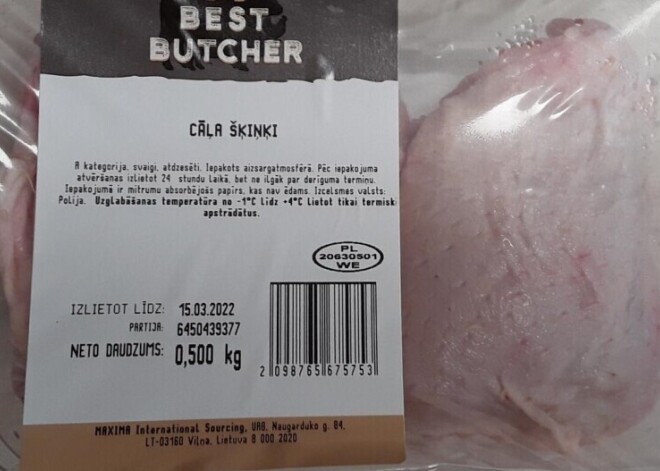 BEST
BUTCHER
CĀĻA ŠĶIŅĶI
A kategorija, svaigi, atdzesēti. Iepakots aizsargatmosfērā. Pēc iepakojuma
atvēršanas izlietot 24 stundu laikā, bet ne ilgāk par derīguma termiņu.
Iepakojumā ir mitrumu absorbējošs papīrs, kas nav ēdams. Izcelsmes valsts:
Polija. Uzglabāšanas temperatūra no -1°C līdz +4°C Lietot tikai termisk
apstrādātus.
PL
20630501
WE
IZLIETOT LĪDZ: 15.03.2022
PARTIJA: 6450439377
NETO DAUDZUMS: 0,500 kg
2 098765 675753
MAXIMA International Sourcing, UAB, Naugarduko g. 84,
LT-03160 Viļņa, Lietuva 8 000 2020